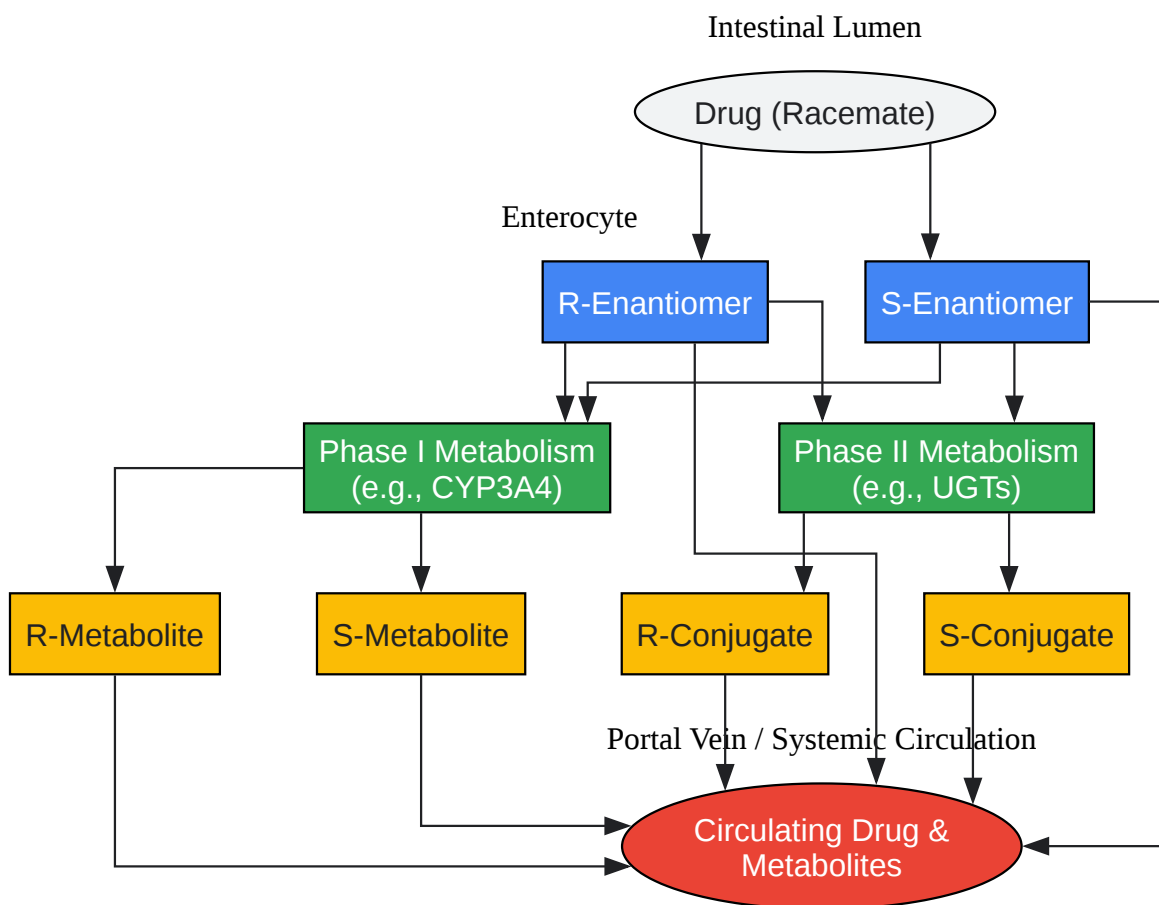 Intestinal Lumen
Drug (Racemate)
Enterocyte
R-Enantiomer
S-Enantiomer
Phase I Metabolism
(e.g., CYP3A4)
Phase II Metabolism
(e.g., UGTs)
R-Metabolite
S-Metabolite
R-Conjugate
S-Conjugate
Portal Vein / Systemic Circulation
Circulating Drug &
Metabolites